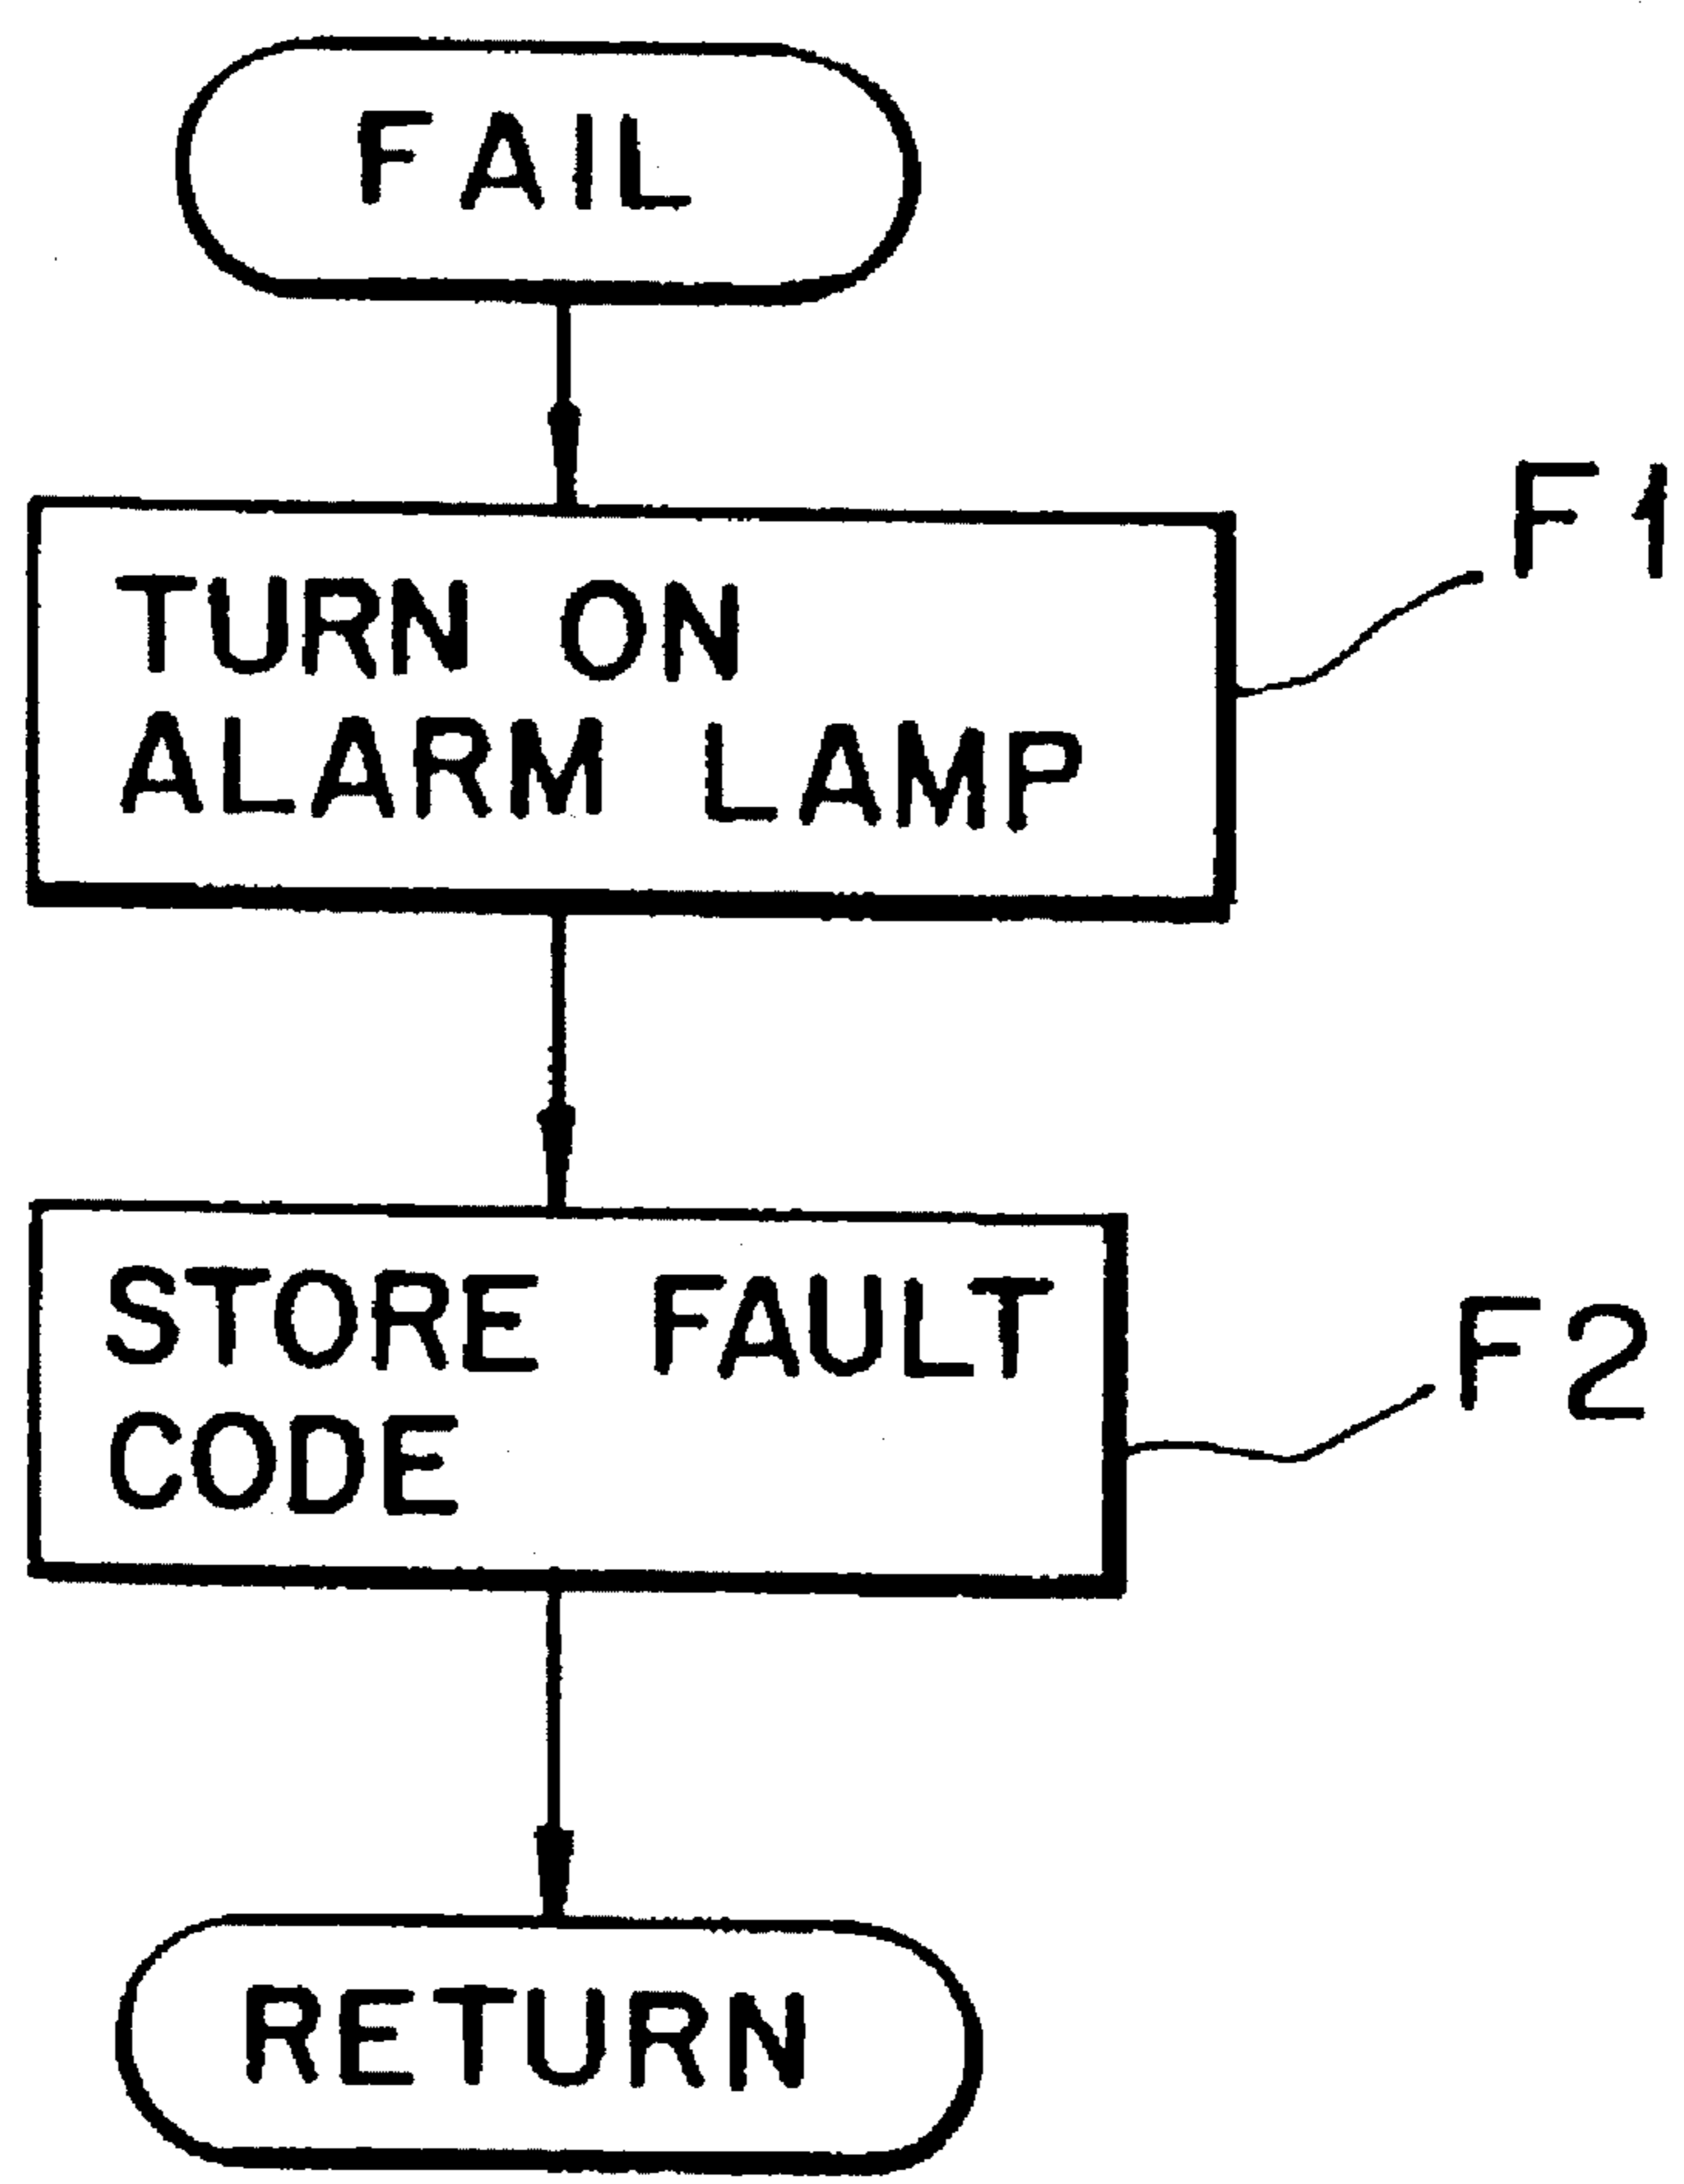 FAIL
F1
TURN ON
ALARM LAMP
STORE FAULT
F2
CODE
RETURN